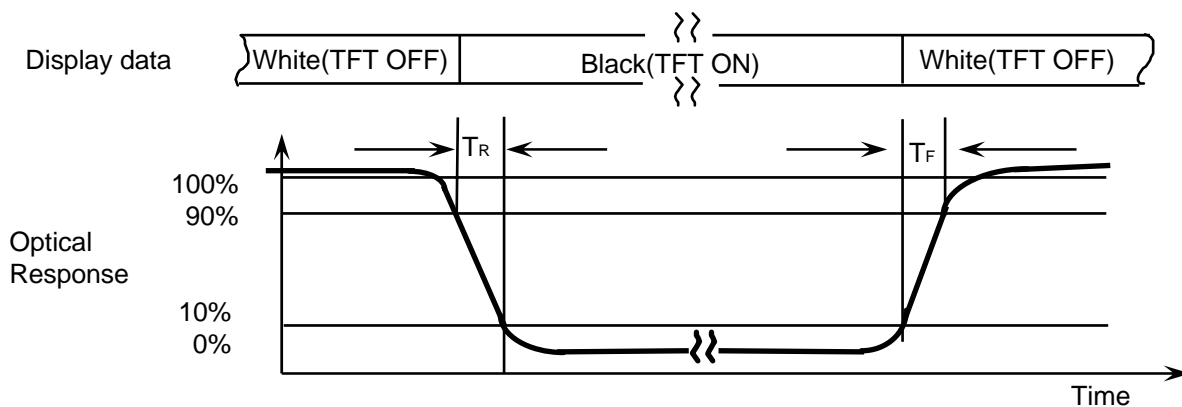 Display data
White(TFT OFF)
Black(TFT ON)
White(TFT OFF)
TR
TF
100%
90%
Optical
Response
10%
0%
Time